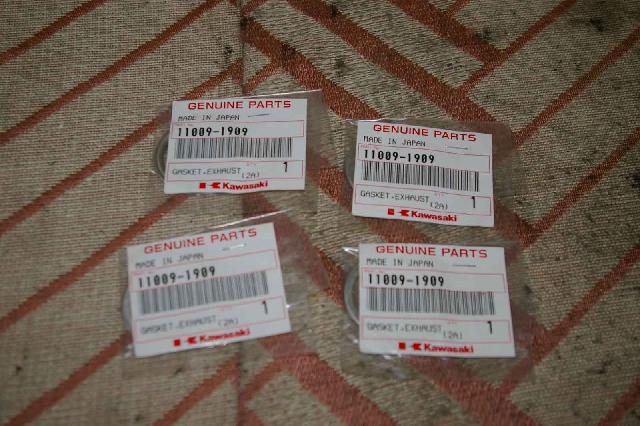 GENUINE PARTS
MADE IN JAPAN
11009-1909
GASKET,EXHAUST
(2A)
1
Kawasaki
GENUINE PARTS
MADE IN JAPAN
11009-1909
GASKET,EXHAUST
(2A)
1
Kawasaki
GENUINE PARTS
MADE IN JAPAN
11009-1909
GASKET,EXHAUST
(2A)
1
Kawasaki
GENUINE PARTS
MADE IN JAPAN
11009-1909
GASKET,EXHAUST
(2A)
1
Kawasaki